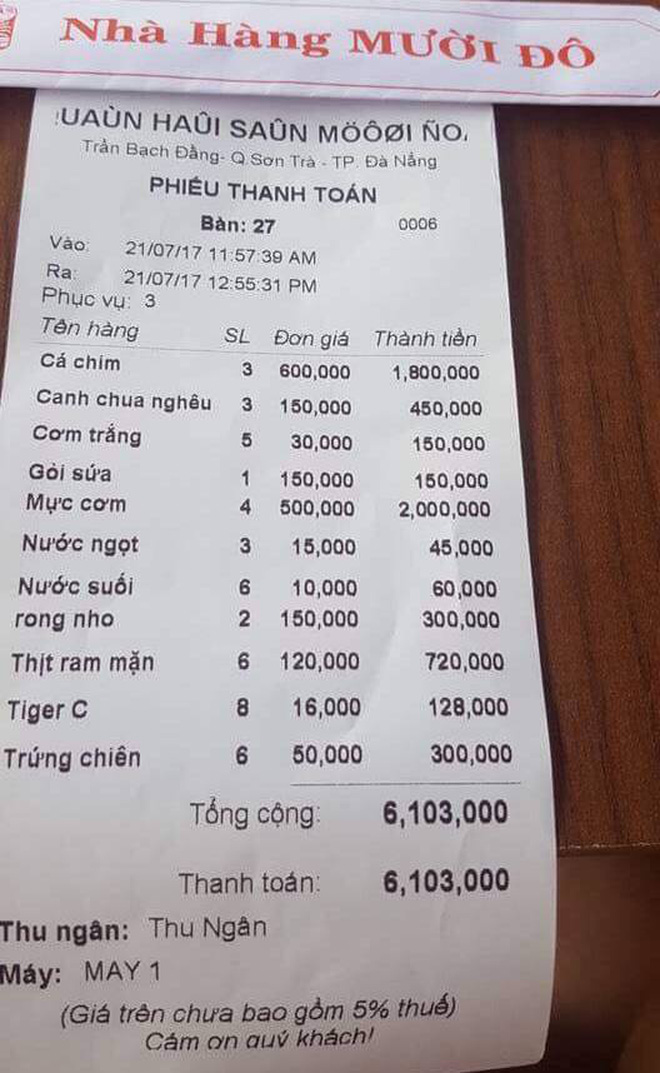 Nhà Hàng MƯỜI ĐÔ
UAÙN HAÛI SAÛN MÖÔØI ÑO
Trần Bạch Đằng- Q.Sơn Trà - TP. Đà Nẵng
PHIẾU THANH TOÁN
Bàn: 27 0006
Vào: 21/07/17 11:57:39 AM
Ra: 21/07/17 12:55:31 PM
Phục vụ: 3
Tên hàng SL Đơn giá Thành tiền
Cá chim 3 600,000 1,800,000
Canh chua nghêu 3 150,000 450,000
Cơm trắng 5 30,000 150,000
Gỏi sứa 1 150,000 150,000
Mực cơm 4 500,000 2,000,000
Nước ngọt 3 15,000 45,000
Nước suối 6 10,000 60,000
rong nho 2 150,000 300,000
Thịt ram mặn 6 120,000 720,000
Tiger C 8 16,000 128,000
Trứng chiên 6 50,000 300,000
Tổng cộng: 6,103,000
Thanh toán: 6,103,000
Thu ngân: Thu Ngân
Máy: MAY 1
(Giá trên chưa bao gồm 5% thuế)
Cám ơn quý khách!